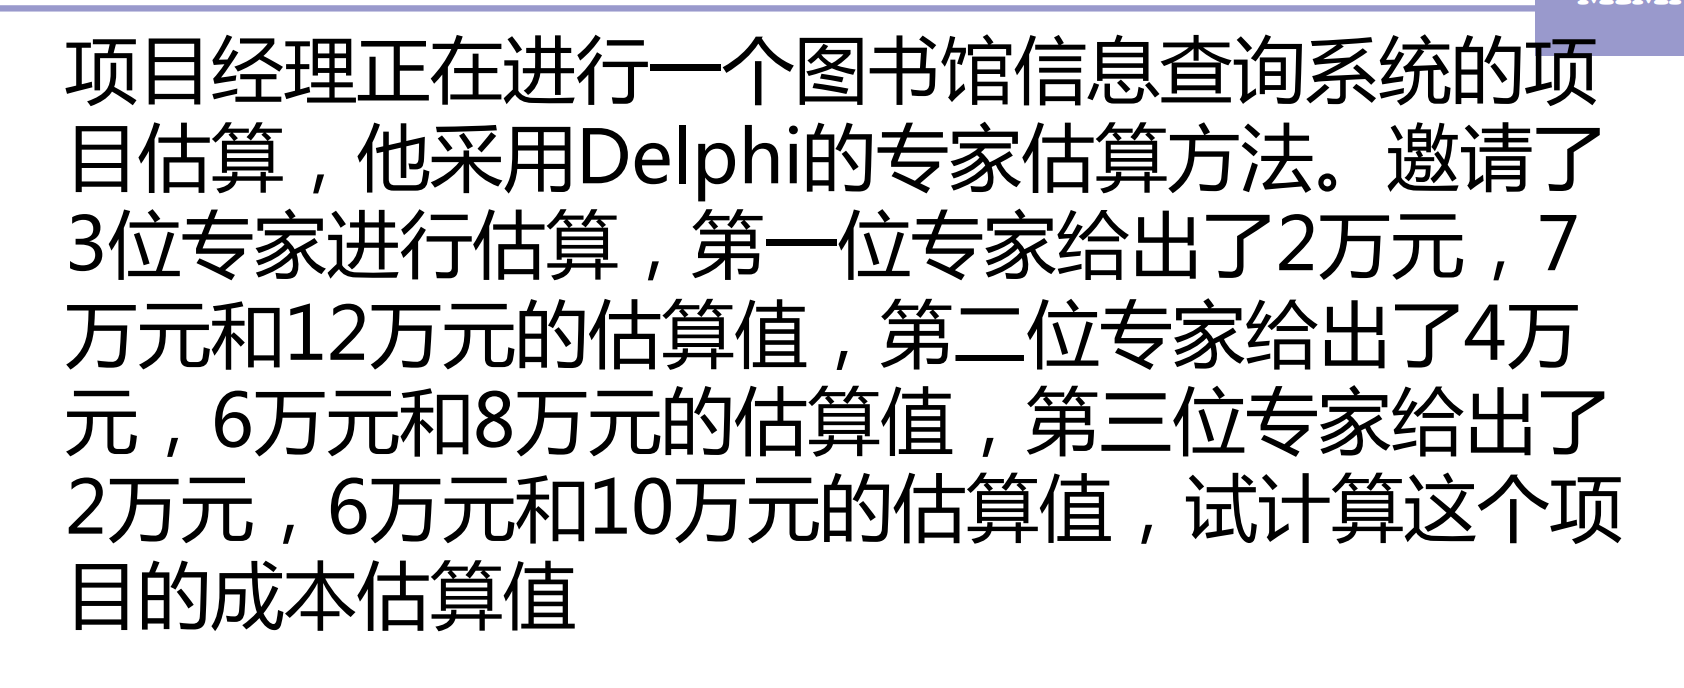 项目经理正在进行一个图书馆信息查询系统的项
目估算，他采用Delphi的专家估算方法。邀请了
3位专家进行估算，第一位专家给出了2万元，7
万元和12万元的估算值，第二位专家给出了4万
元，6万元和8万元的估算值，第三位专家给出了
2万元，6万元和10万元的估算值，试计算这个项
目的成本估算值